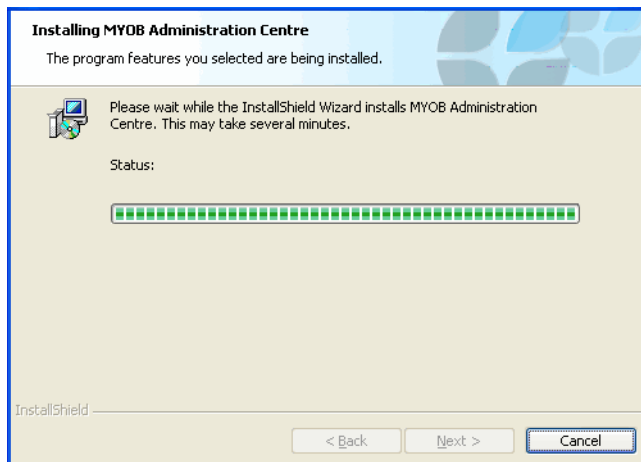 Installing MYOB Administration Centre
The program features you selected are being installed.
Please wait while the InstallShield Wizard installs MYOB Administration
Centre. This may take several minutes.
Status:
InstallShield
< Back
Next >
Cancel